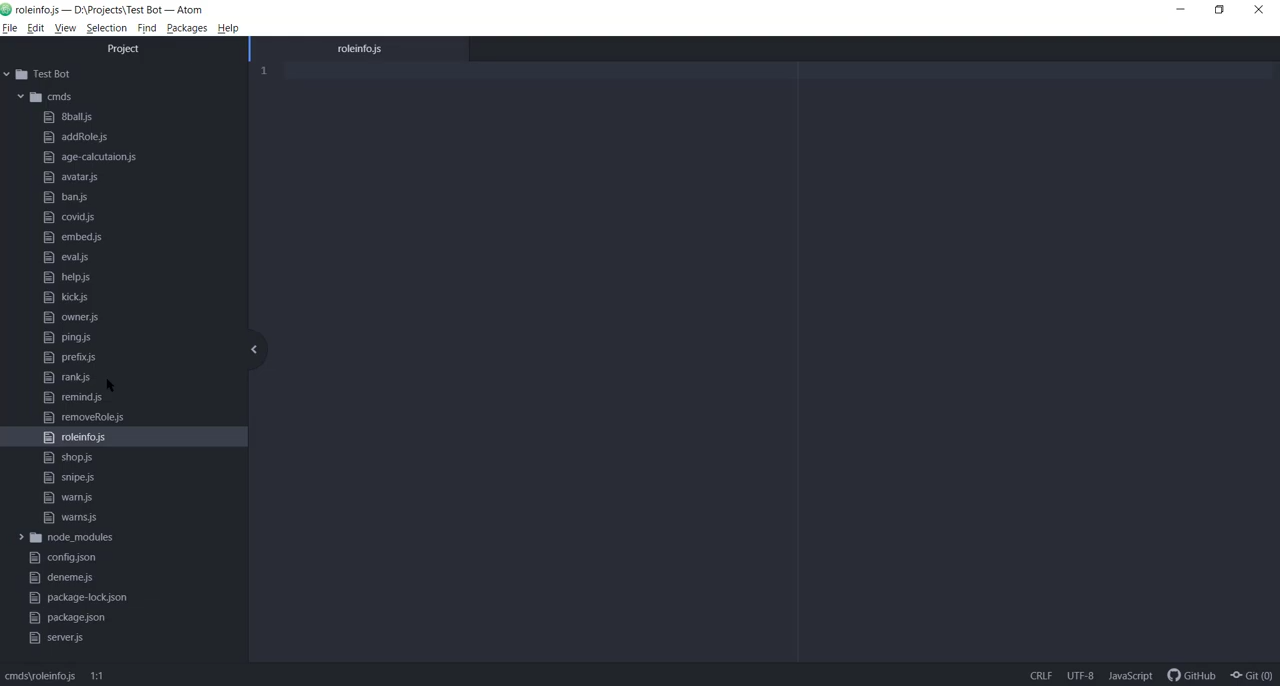 roleinfo.js — D:\Projects\Test Bot — Atom
File Edit View Selection Find Packages Help
Project
roleinfo.js
1
Test Bot
cmds
8ball.js
addRole.js
age-calcutaion.js
avatar.js
ban.js
covid.js
embed.js
eval.js
help.js
kick.js
owner.js
ping.js
prefix.js
rank.js
remind.js
removeRole.js
roleinfo.js
shop.js
snipe.js
warn.js
warns.js
node_modules
config.json
deneme.js
package-lock.json
package.json
server.js
cmds\roleinfo.js 1:1 CRLF UTF-8 JavaScript GitHub Git (0)